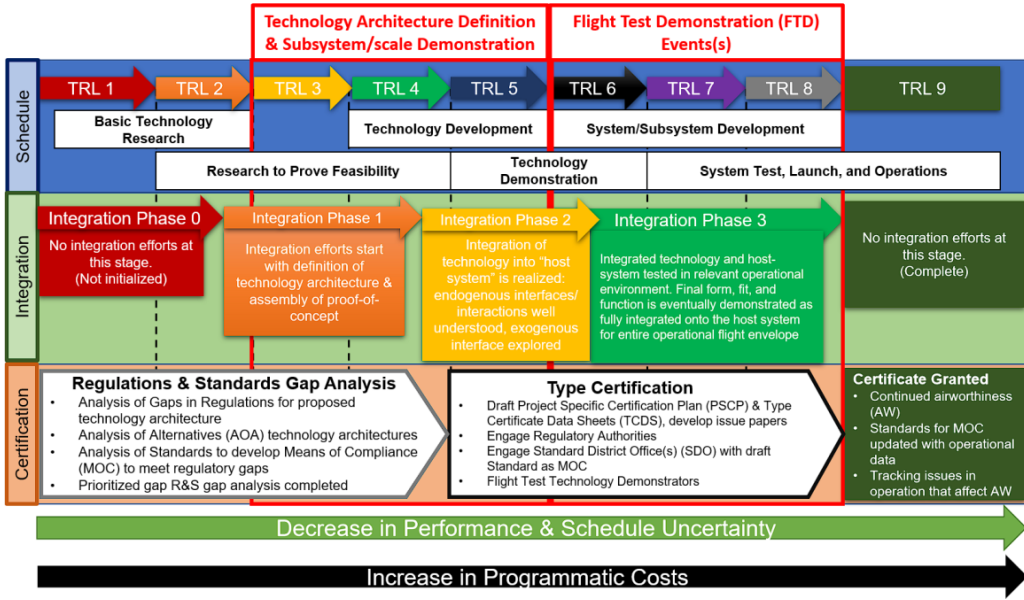 Technology Architecture Definition
& Subsystem/scale Demonstration
Flight Test Demonstration (FTD)
Events(s)
Schedule
TRL 1
TRL 2
TRL 3
TRL 4
TRL 5
TRL 6
TRL 7
TRL 8
TRL 9
Basic Technology
Research
Technology Development
System/Subsystem Development
Research to Prove Feasibility
Technology
Demonstration
System Test, Launch, and Operations
Integration
Integration Phase 0
No integration efforts at
this stage.
(Not initialized)
Integration Phase 1
Integration efforts start
with definition of
technology architecture &
assembly of proof-of-
concept
Integration Phase 2
Integration of
technology into “host
system” is realized:
endogenous interfaces/
interactions well
understood, exogenous
interface explored
Integration Phase 3
Integrated technology and host-
system tested in relevant operational
environment. Final form, fit, and
function is eventually demonstrated as
fully integrated onto the host system
for entire operational flight envelope
No integration efforts at
this stage.
(Complete)
Certification
Regulations & Standards Gap Analysis
• Analysis of Gaps in Regulations for proposed
technology architecture
• Analysis of Alternatives (AOA) technology architectures
• Analysis of Standards to develop Means of Compliance
(MOC) to meet regulatory gaps
• Prioritized gap R&S gap analysis completed
Type Certification
• Draft Project Specific Certification Plan (PSCP) & Type
Certificate Data Sheets (TCDS), develop issue papers
• Engage Regulatory Authorities
• Engage Standard District Office(s) (SDO) with draft
Standard as MOC
• Flight Test Technology Demonstrators
Certificate Granted
• Continued airworthiness
(AW)
• Standards for MOC
updated with operational
data
• Tracking issues in
operation that affect AW
Decrease in Performance & Schedule Uncertainty
Increase in Programmatic Costs